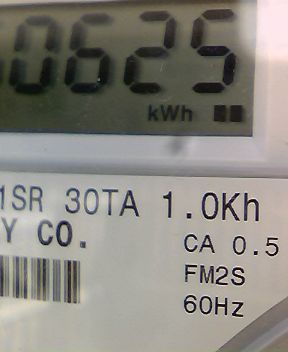 0625
kWh
1SR 30TA 1.0Kh
Y CO.
CA 0.5
FM2S
60Hz